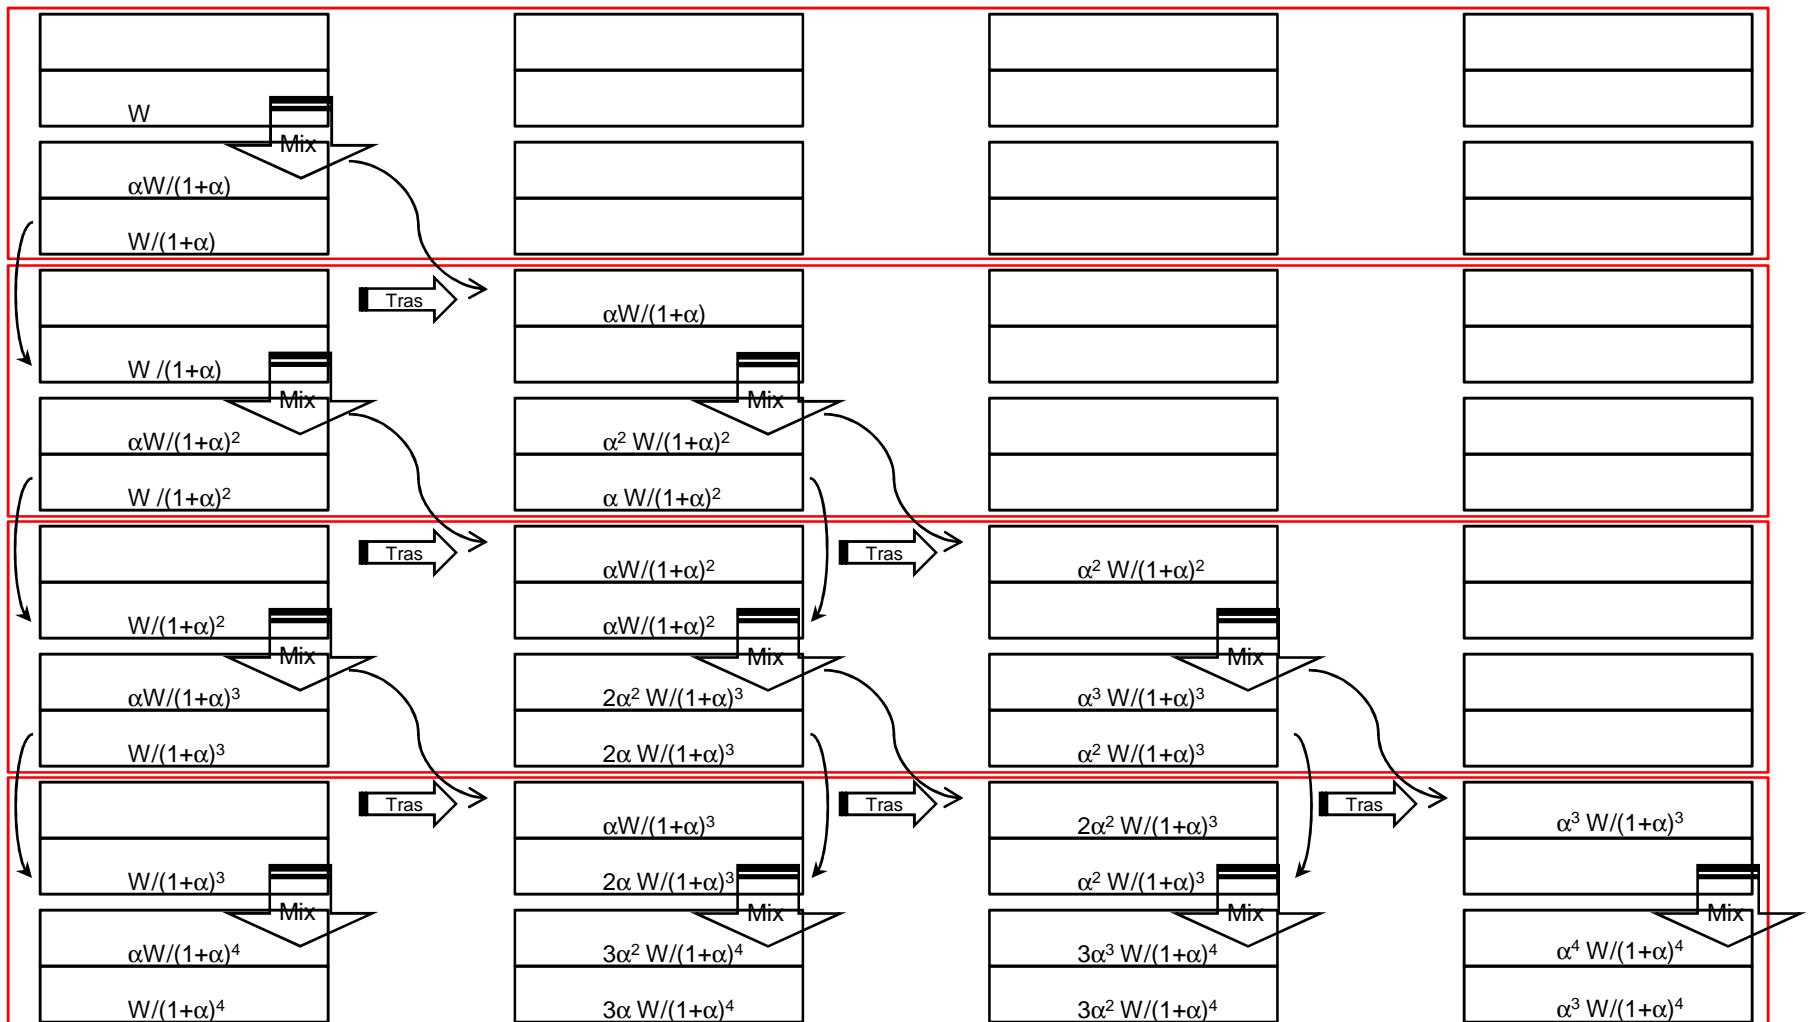 W
Mix
αW/(1+α)
W/(1+α)
Tras
αW/(1+α)
W /(1+α)
Mix
Mix
αW/(1+α)²
α² W/(1+α)²
W /(1+α)²
α W/(1+α)²
Tras
αW/(1+α)²
Tras
α² W/(1+α)²
W/(1+α)²
αW/(1+α)²
Mix
Mix
Mix
αW/(1+α)³
2α² W/(1+α)³
α³ W/(1+α)³
W/(1+α)³
2α W/(1+α)³
α² W/(1+α)³
Tras
αW/(1+α)³
Tras
2α² W/(1+α)³
Tras
α³ W/(1+α)³
W/(1+α)³
2α W/(1+α)³
α² W/(1+α)³
Mix
Mix
Mix
Mix
αW/(1+α)⁴
3α² W/(1+α)⁴
3α³ W/(1+α)⁴
α⁴ W/(1+α)⁴
W/(1+α)⁴
3α W/(1+α)⁴
3α² W/(1+α)⁴
α³ W/(1+α)⁴